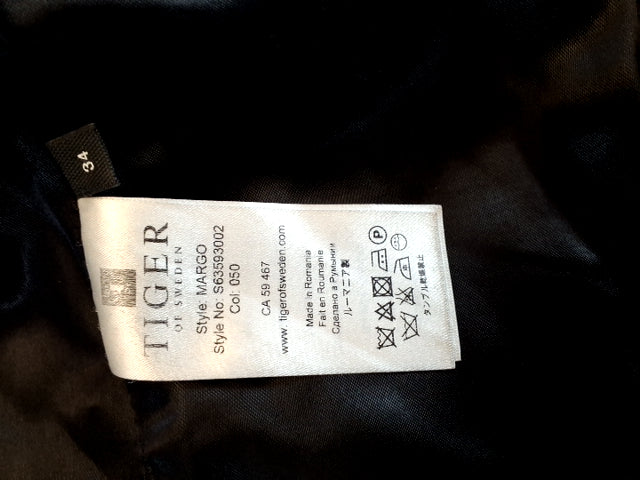 34
TIGER
OF SWEDEN
Style: MARGO
Style No: S63593002
Col: 050
CA 59 467
www.tigerofsweden.com
Made in Romania
Fait en Roumanie
Сделано в Румынии
ルーマニア製
P
タンブル乾燥禁止